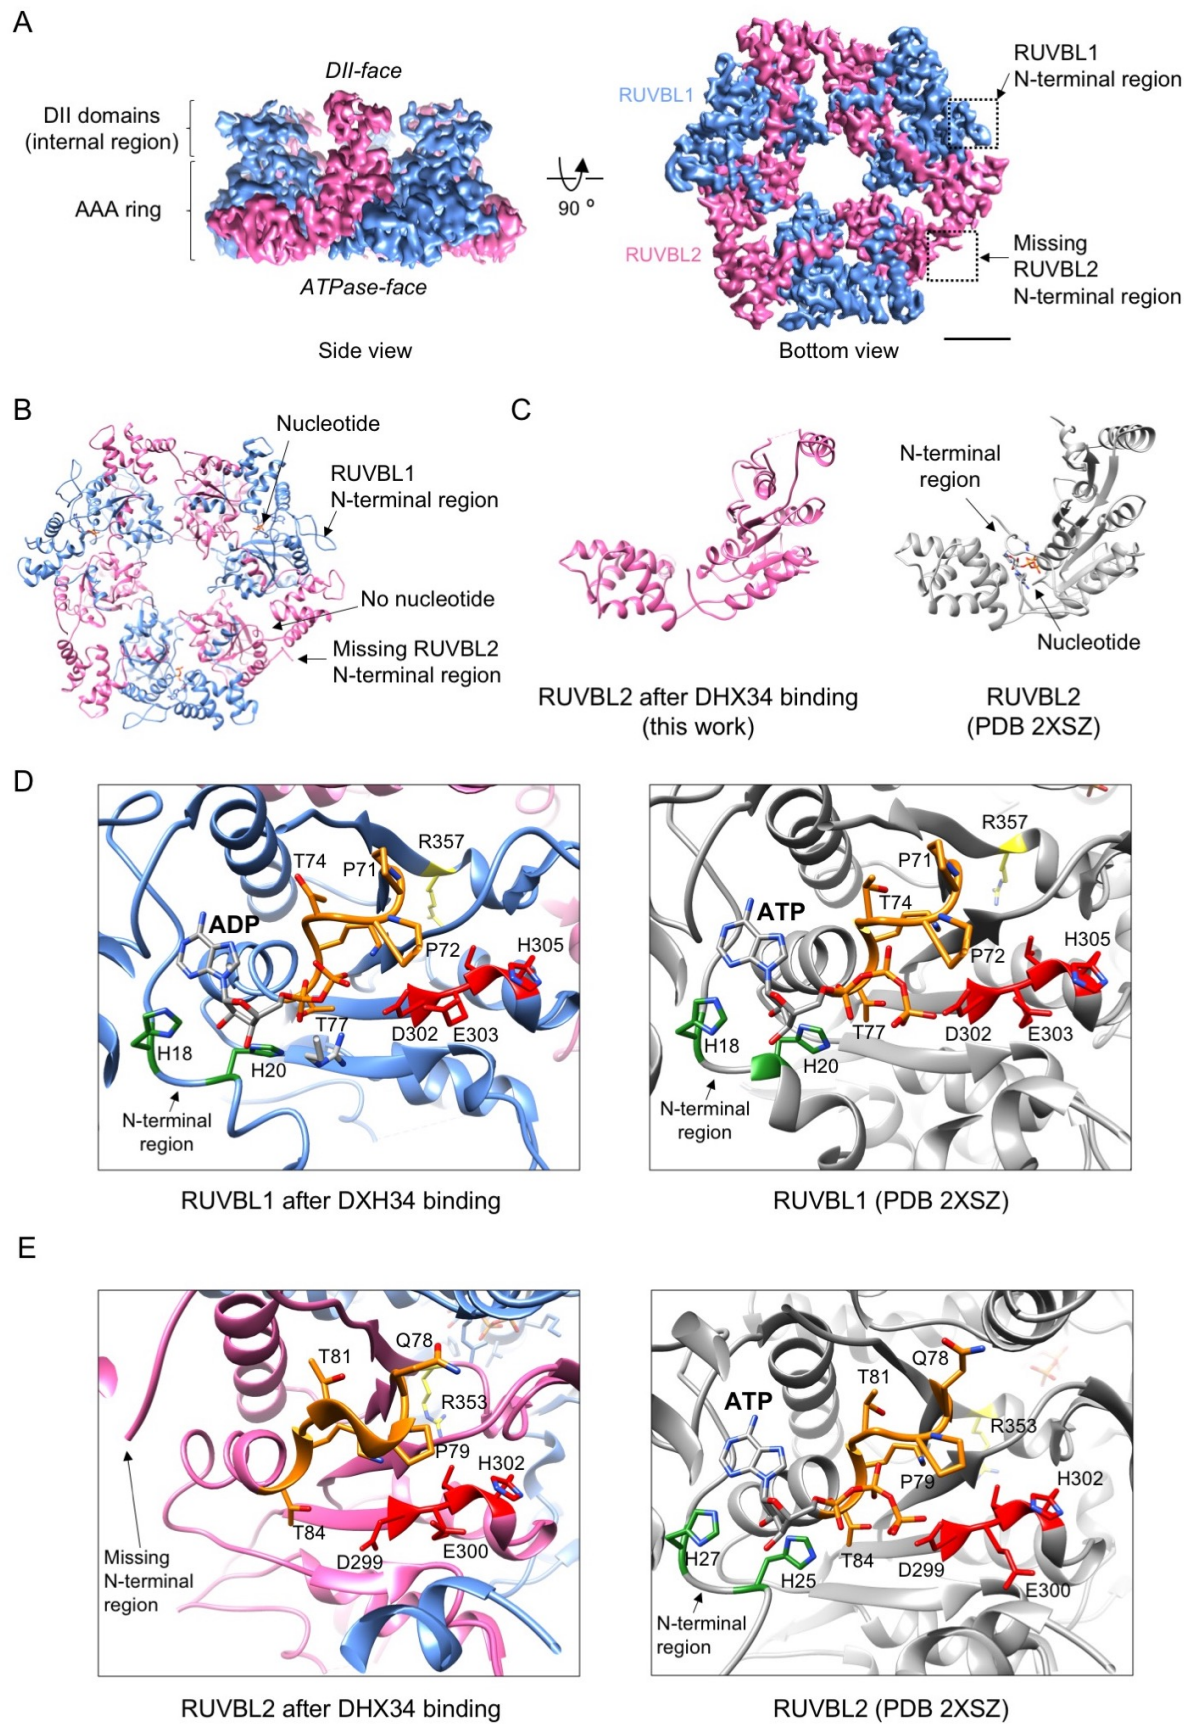 A
DII-face
DII domains
(internal region)
AAA ring
ATPase-face
Side view
90 º
RUVBL1
RUVBL2
RUVBL1
N-terminal region
Missing
RUVBL2
N-terminal region
Bottom view
B
Nucleotide
RUVBL1
N-terminal region
No nucleotide
Missing RUVBL2
N-terminal region
C
RUVBL2 after DHX34 binding
(this work)
N-terminal
region
Nucleotide
RUVBL2
(PDB 2XSZ)
D
T74
P71
R357
ADP
P72
H305
H18
H20
T77
D302
E303
N-terminal
region
RUVBL1 after DXH34 binding
R357
P71
T74
ATP
P72
H305
H18
H20
T77
D302
E303
N-terminal
region
RUVBL1 (PDB 2XSZ)
E
T81
Q78
R353
P79
H302
T84
D299
E300
Missing
N-terminal
region
RUVBL2 after DHX34 binding
Q78
T81
ATP
R353
P79
H302
H27
H25
T84
D299
E300
N-terminal
region
RUVBL2 (PDB 2XSZ)